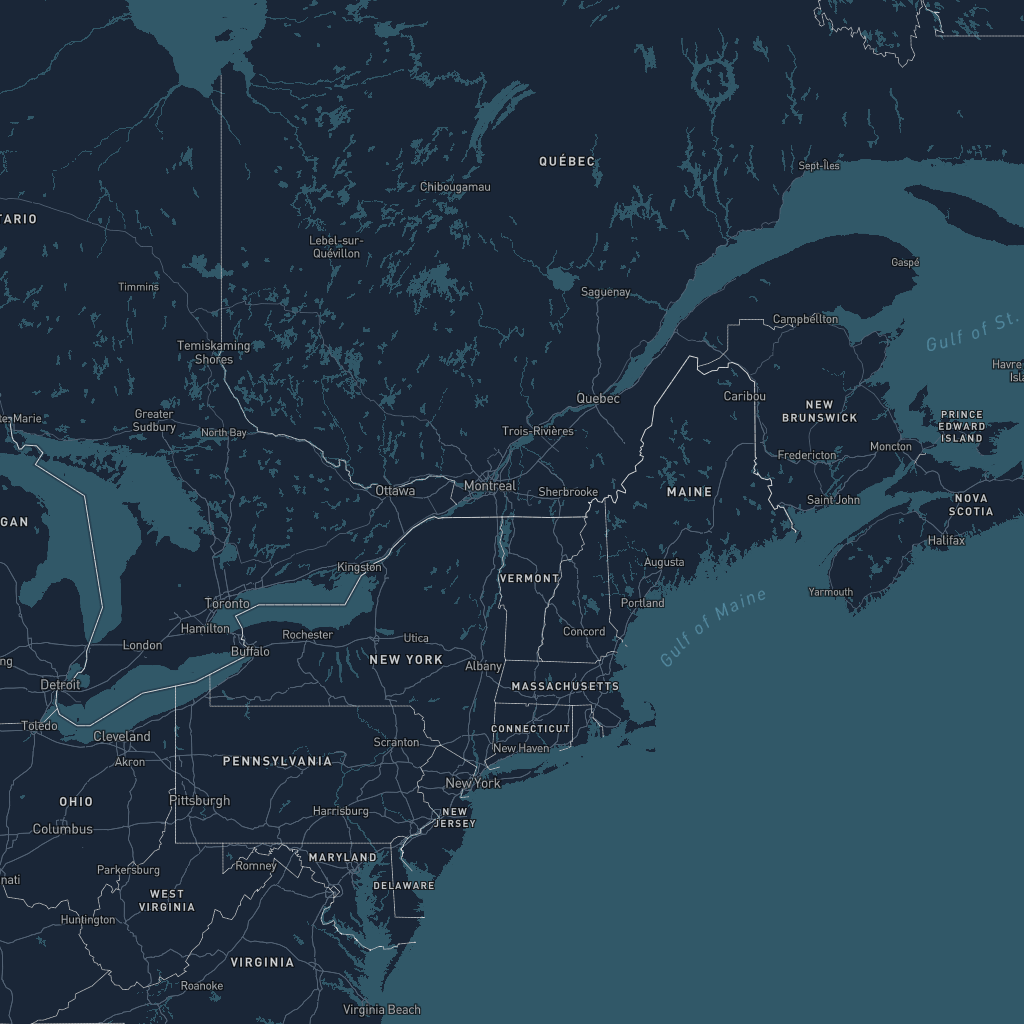 QUÉBEC
Sept-Îles
Chibougamau
TARIO
Lebel-sur-
Quévillon
Gaspé
Timmins
Saguenay
Campbellton
Gulf of St.
Temiskaming
Shores
Havre
Isla
Quebec
Caribou
NEW
BRUNSWICK
te-Marie
Greater
Sudbury
North Bay
Trois-Rivières
PRINCE
EDWARD
ISLAND
Fredericton
Moncton
Montreal
Ottawa
Sherbrooke
MAINE
Saint John
NOVA
SCOTIA
GAN
Halifax
Kingston
Augusta
VERMONT
Yarmouth
Toronto
Portland
Gulf of Maine
Hamilton
Rochester
Utica
Concord
London
Buffalo
ng
NEW YORK
Albany
Detroit
MASSACHUSETTS
Toledo
Cleveland
CONNECTICUT
Scranton
New Haven
Akron
PENNSYLVANIA
New York
OHIO
Pittsburgh
Harrisburg
NEW
JERSEY
Columbus
MARYLAND
Parkersburg
Romney
nati
DELAWARE
WEST
VIRGINIA
Huntington
VIRGINIA
Roanoke
Virginia Beach